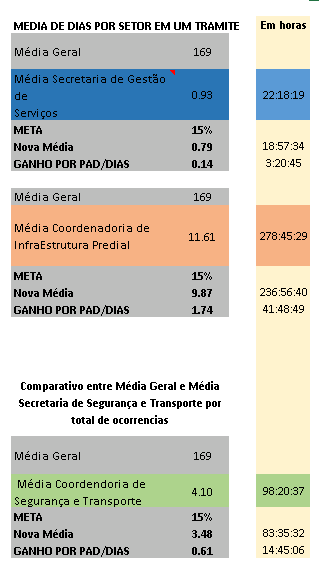 MEDIA DE DIAS POR SETOR EM UM TRAMITE Em horas
Média Geral 169
Média Secretaria de Gestão
de
Serviços 0.93 22:18:19
META 15%
Nova Média 0.79 18:57:34
GANHO POR PAD/DIAS 0.14 3:20:45
Média Geral 169
Média Coordenadoria de
InfraEstrutura Predial 11.61 278:45:29
META 15%
Nova Média 9.87 236:56:40
GANHO POR PAD/DIAS 1.74 41:48:49
Comparativo entre Média Geral e Média
Secretaria de Segurança e Transporte por
total de ocorrencias
Média Geral 169
Média Coordendoria de
Segurança e Transporte 4.10 98:20:37
META 15%
Nova Média 3.48 83:35:32
GANHO POR PAD/DIAS 0.61 14:45:06